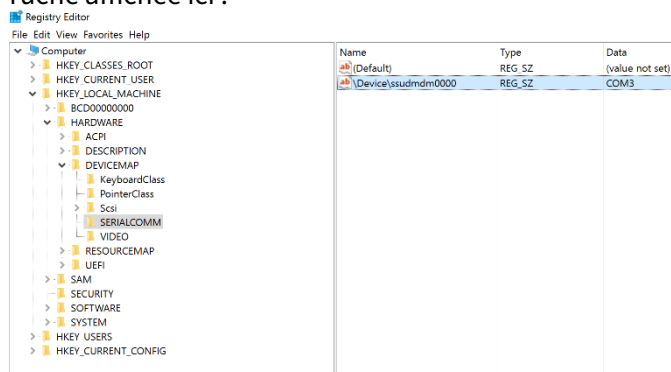 Registry Editor
File Edit View Favorites Help
Computer
HKEY_CLASSES_ROOT
HKEY_CURRENT_USER
HKEY_LOCAL_MACHINE
BCD00000000
HARDWARE
ACPI
DESCRIPTION
DEVICEMAP
KeyboardClass
PointerClass
Scsi
SERIALCOMM
VIDEO
RESOURCEMAP
UEFI
SAM
SECURITY
SOFTWARE
SYSTEM
HKEY_USERS
HKEY_CURRENT_CONFIG
Name Type Data
ab (Default) REG_SZ (value not set)
ab \Device\ssudmdm0000 REG_SZ COM3